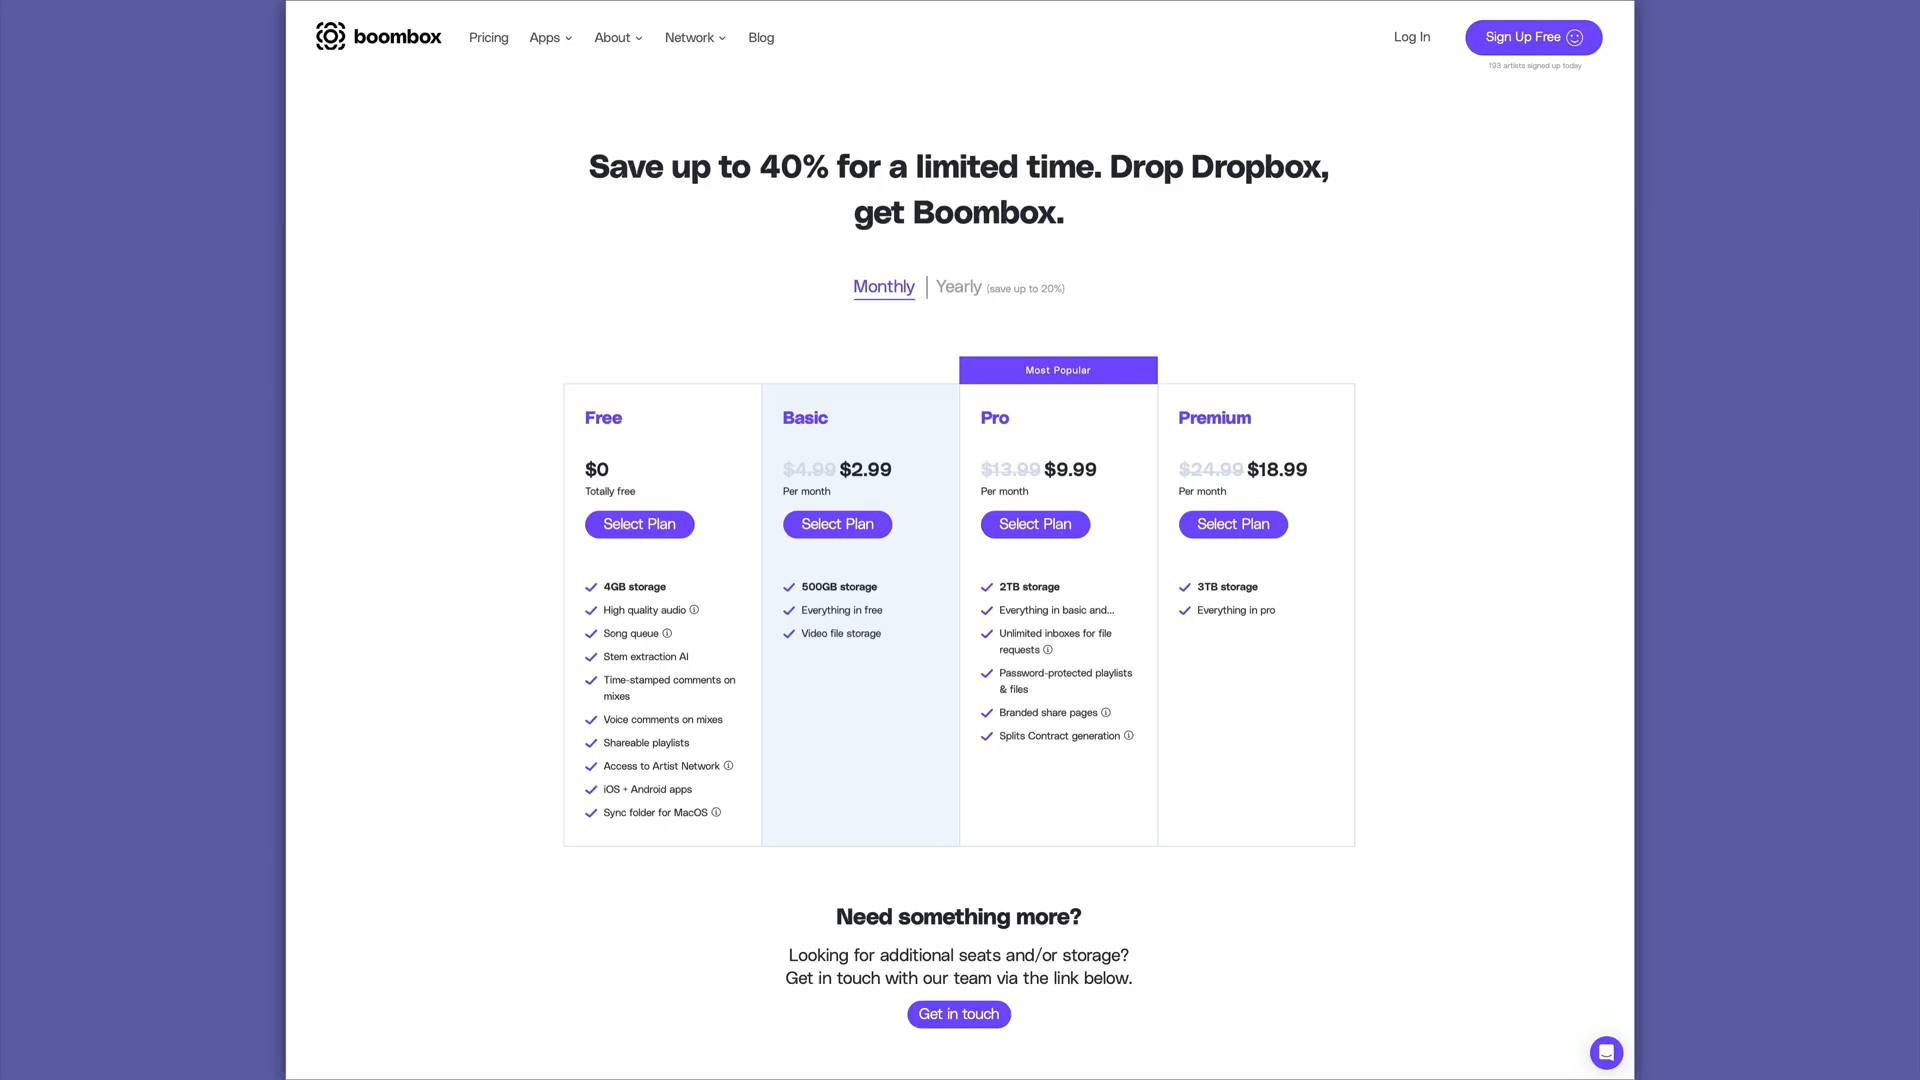 boombox
Pricing
Apps
About
Network
Blog
Log In
Sign Up Free
193 artists signed up today
Save up to 40% for a limited time. Drop Dropbox,
get Boombox.
Monthly
Yearly (save up to 20%)
Most Popular
Free
$0
Totally free
Select Plan
4GB storage
High quality audio
Song queue
Stem extraction AI
Time-stamped comments on
mixes
Voice comments on mixes
Shareable playlists
Access to Artist Network
iOS + Android apps
Sync folder for MacOS
Basic
$4.99 $2.99
Per month
Select Plan
500GB storage
Everything in free
Video file storage
Pro
$13.99 $9.99
Per month
Select Plan
2TB storage
Everything in basic and...
Unlimited inboxes for file
requests
Password-protected playlists
& files
Branded share pages
Splits Contract generation
Premium
$24.99 $18.99
Per month
Select Plan
3TB storage
Everything in pro
Need something more?
Looking for additional seats and/or storage?
Get in touch with our team via the link below.
Get in touch